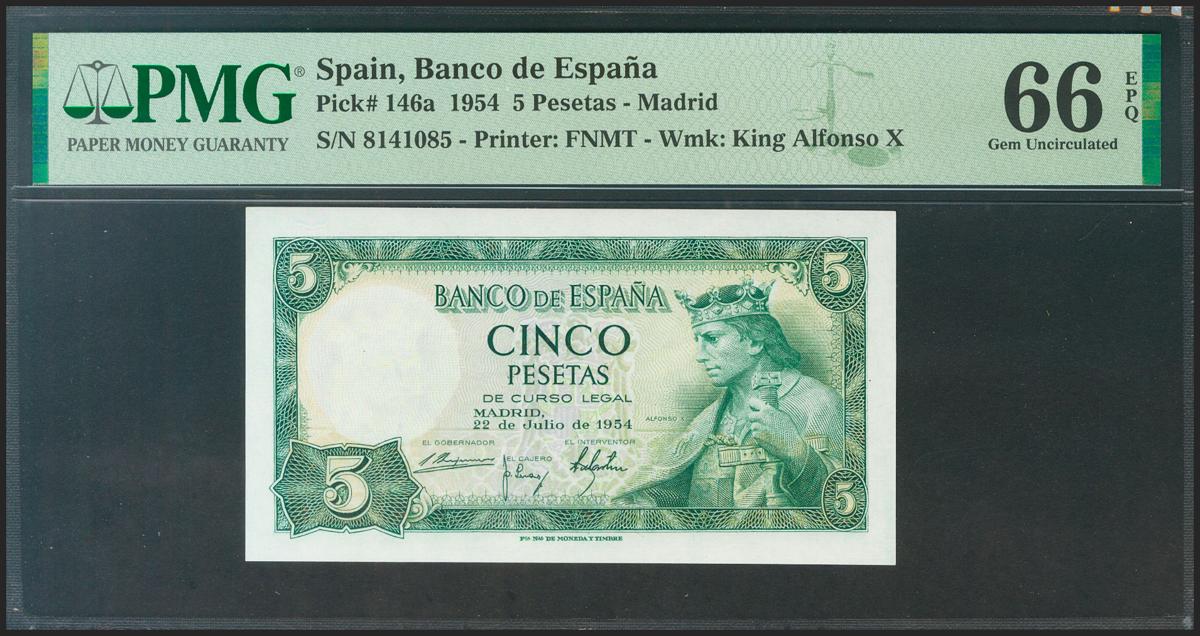 PMG®
PAPER MONEY GUARANTY
Spain, Banco de España
Pick# 146a 1954 5 Pesetas - Madrid
S/N 8141085 - Printer: FNMT - Wmk: King Alfonso X
66
EPQ
Gem Uncirculated
5
5
BANCO DE ESPAÑA
CINCO
PESETAS
DE CURSO LEGAL
MADRID,
22 de Julio de 1954
ALFONSO X
EL GOBERNADOR
EL INTERVENTOR
EL CAJERO
5
5
Fca Nal DE MONEDA Y TIMBRE